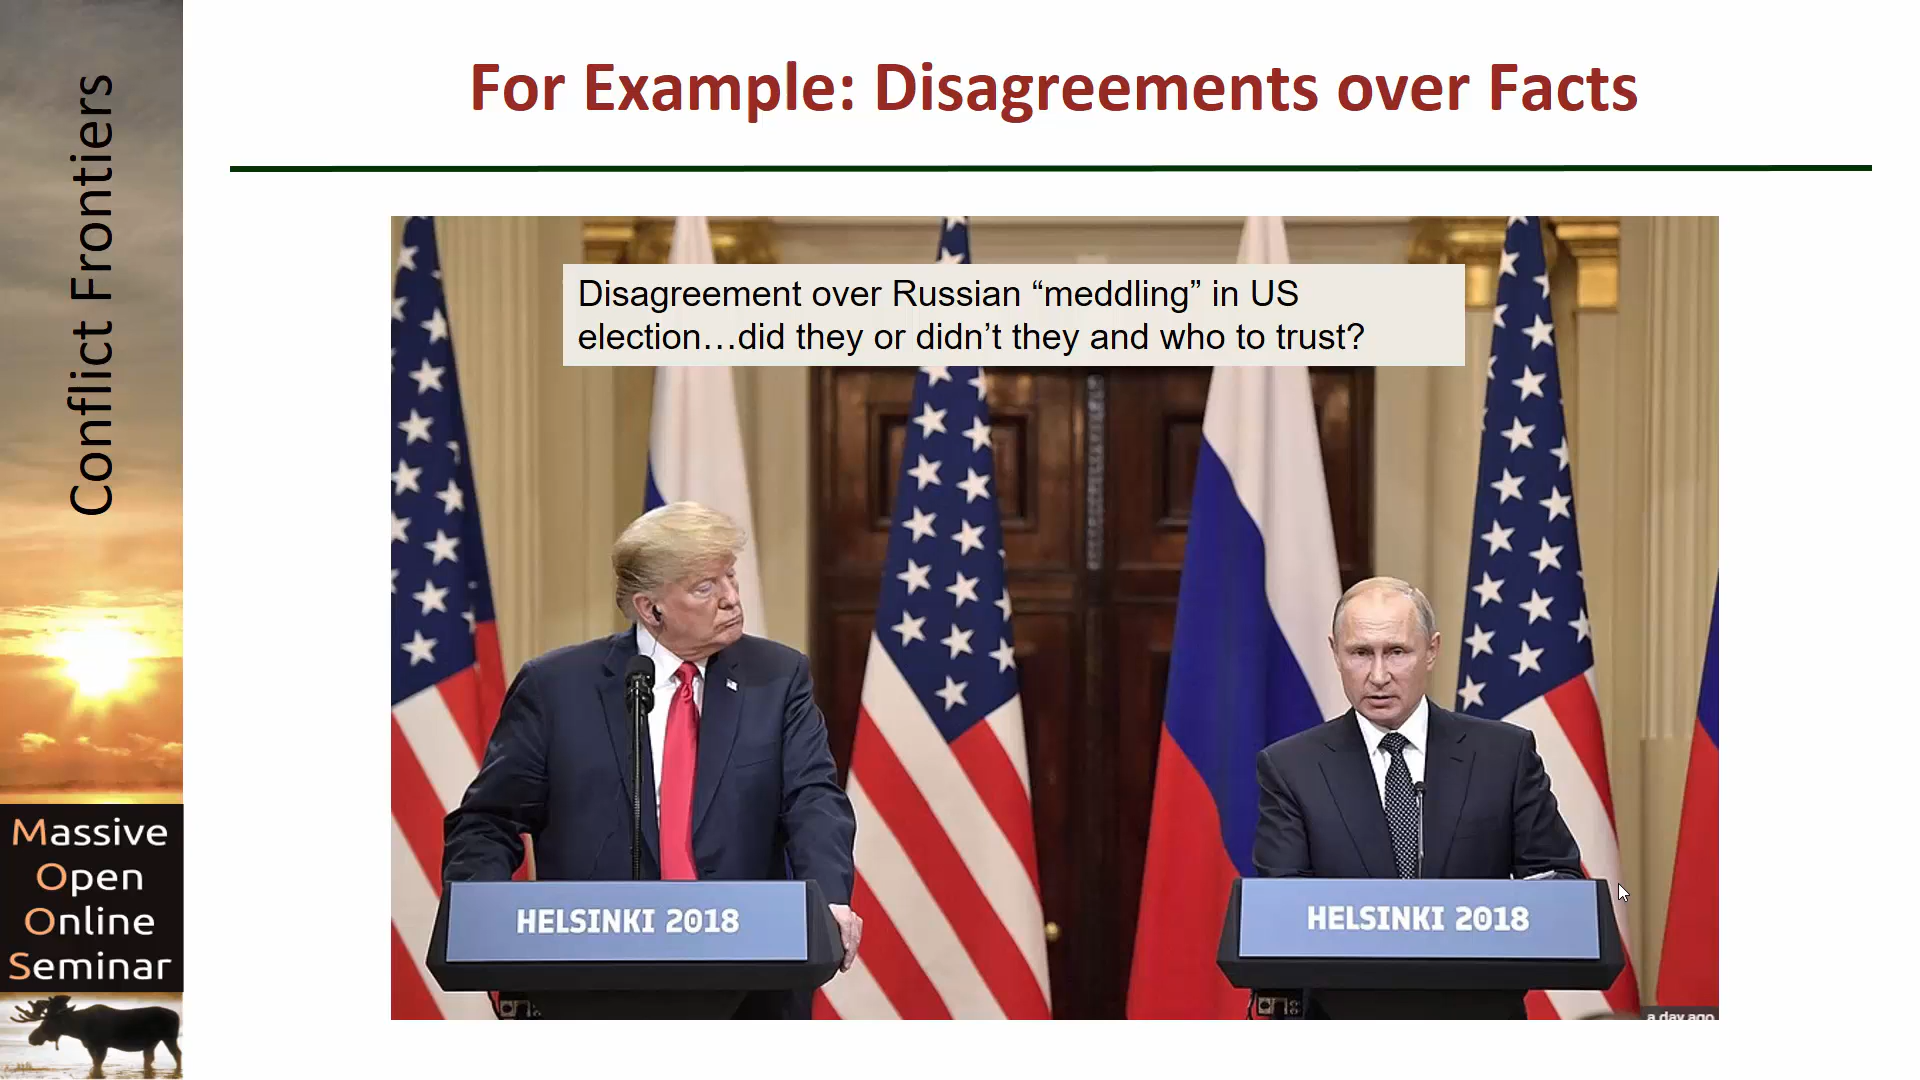 Conflict Frontiers
For Example: Disagreements over Facts
Disagreement over Russian “meddling” in US
election…did they or didn’t they and who to trust?
HELSINKI 2018
HELSINKI 2018
a day ago
Massive
Open
Online
Seminar